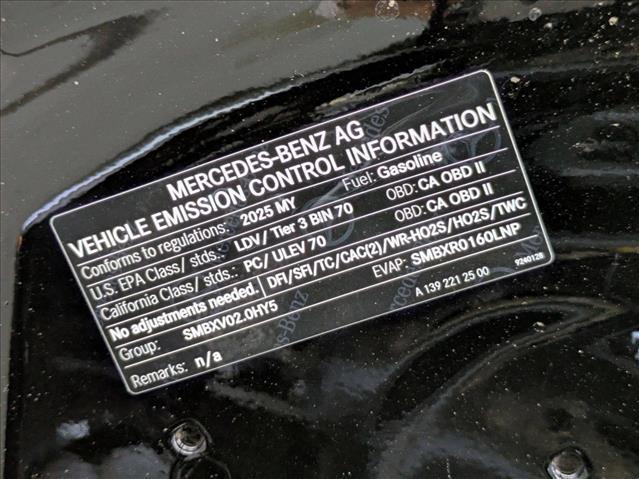 MERCEDES-BENZ AG
VEHICLE EMISSION CONTROL INFORMATION
Conforms to regulations: 2025 MY Fuel: Gasoline
U.S. EPA Class/ stds.: LDV/ Tier 3 BIN 70 OBD: CA OBD II
California Class/ stds.: PC/ ULEV 70 OBD: CA OBD II
No adjustments needed. DFI/SFI/TC/CAC(2)/WR-HO2S/HO2S/TWC
Group: SMBXV02.0HY5 EVAP: SMBXR0160LNP
Remarks: n/a A 139 221 25 00 9240128